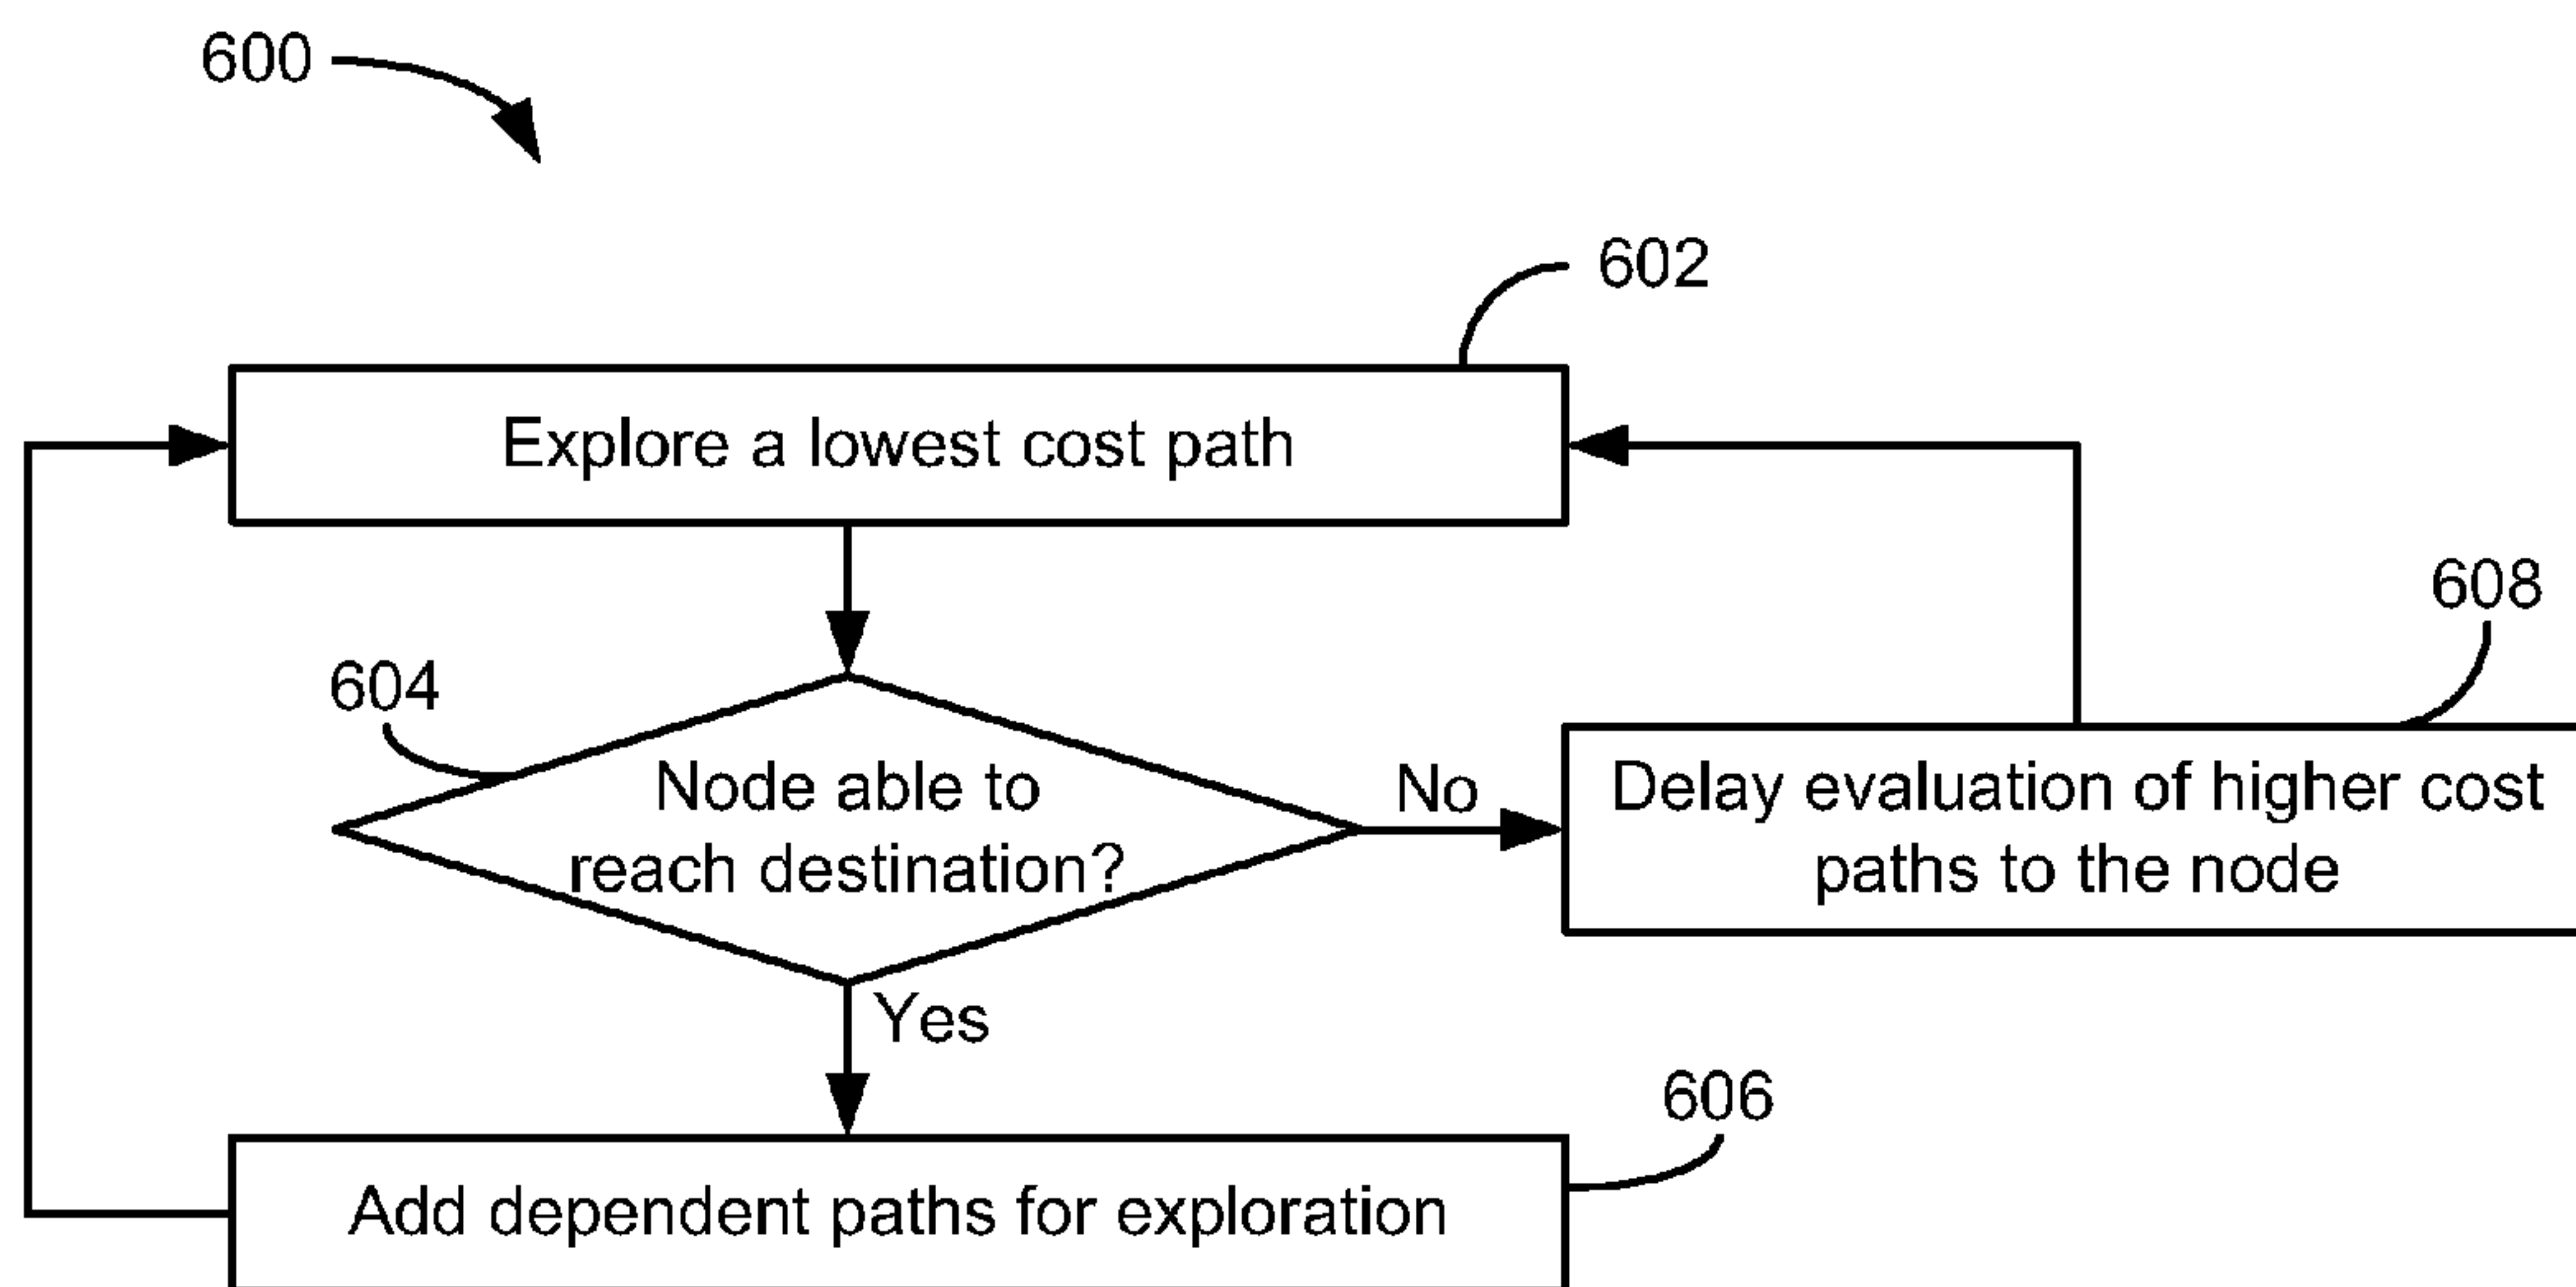 600
602
Explore a lowest cost path
608
604
Node able to
reach destination?
No
Delay evaluation of higher cost
paths to the node
Yes
606
Add dependent paths for exploration